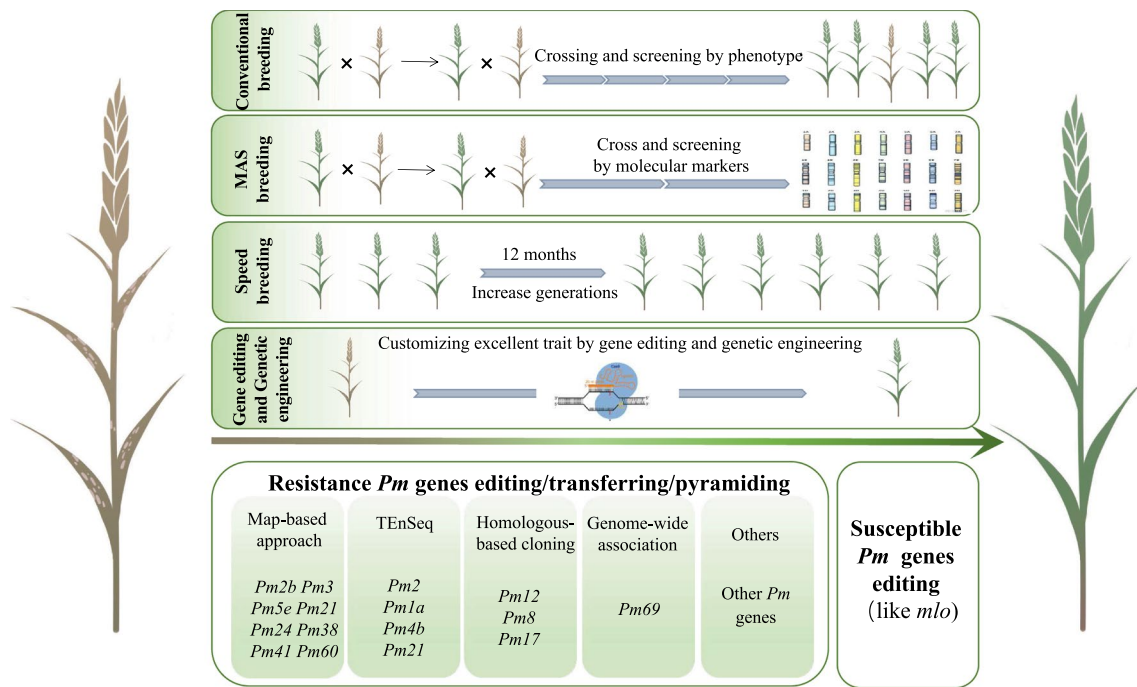 Conventional
breeding
×
×
Crossing and screening by phenotype
MAS
breeding
×
×
Cross and screening
by molecular markers
Speed
breeding
12 months
Increase generations
Gene editing
and Genetic
engineering
Customizing excellent trait by gene editing and genetic engineering
Resistance Pm genes editing/transferring/pyramiding
Map-based
approach
Pm2b Pm3
Pm5e Pm21
Pm24 Pm38
Pm41 Pm60
TEnSeq
Pm2
Pm1a
Pm4b
Pm21
Homologous-
based cloning
Pm12
Pm8
Pm17
Genome-wide
association
Pm69
Others
Other Pm
genes
Susceptible
Pm genes
editing
(like mlo)